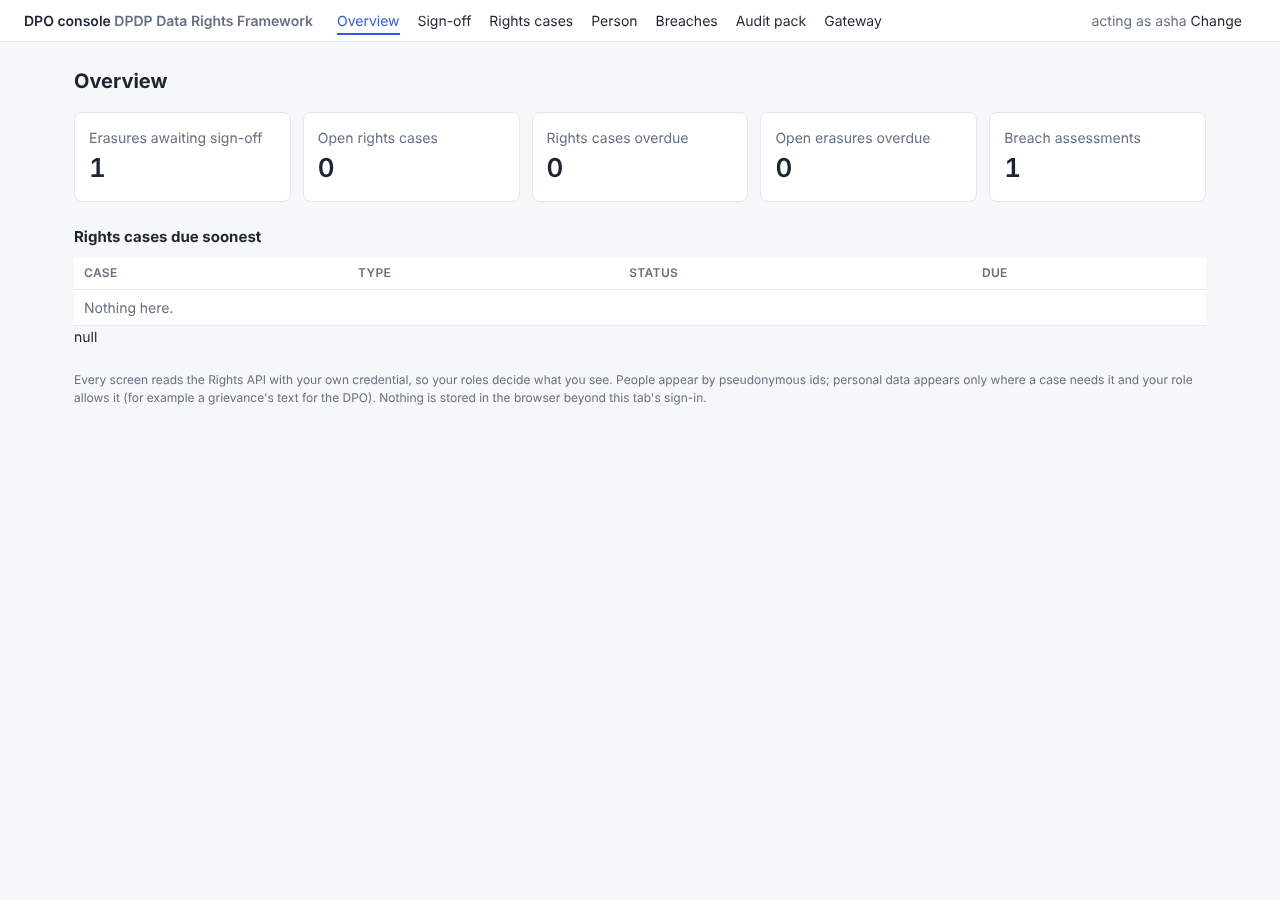 DPO console DPDP Data Rights Framework Overview Sign-off Rights cases Person Breaches Audit pack Gateway acting as asha Change
Overview
Erasures awaiting sign-off Open rights cases Rights cases overdue Open erasures overdue Breach assessments
1 0 0 0 1
Rights cases due soonest
CASE TYPE STATUS DUE
Nothing here.
null
Every screen reads the Rights API with your own credential, so your roles decide what you see. People appear by pseudonymous ids; personal data appears only where a case needs it and your role
allows it (for example a grievance's text for the DPO). Nothing is stored in the browser beyond this tab's sign-in.